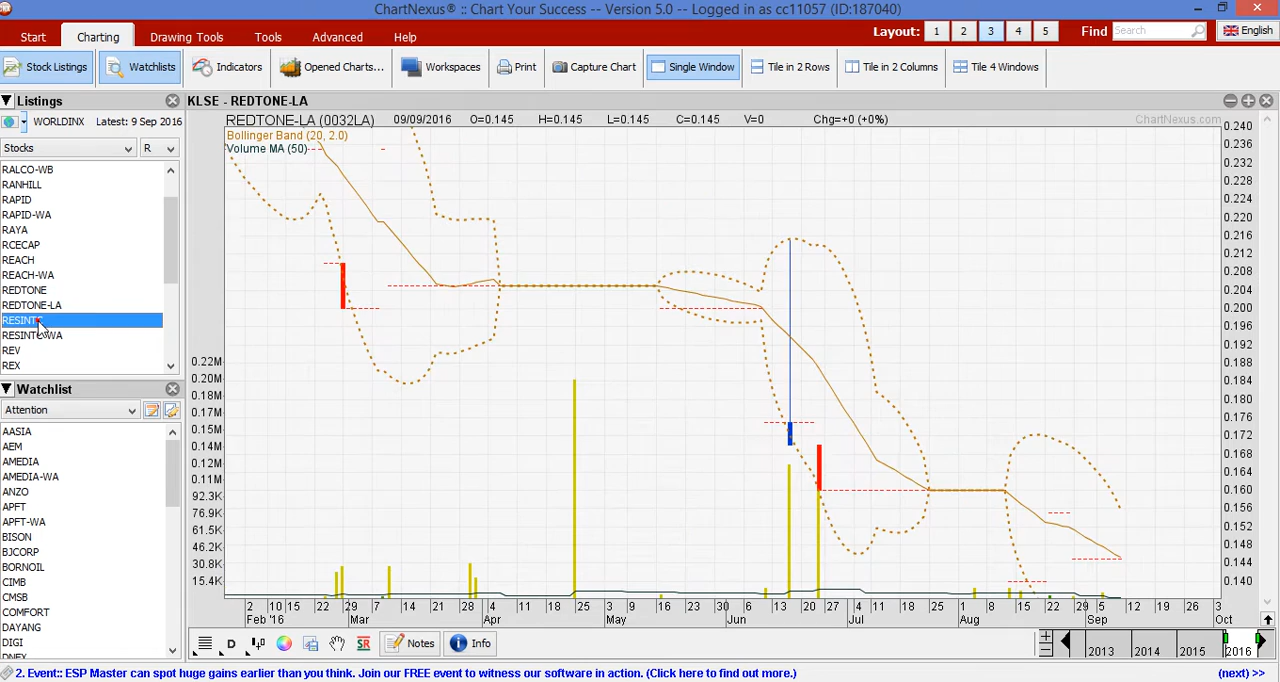 ChartNexus® :: Chart Your Success -- Version 5.0 -- Logged in as cc11057 (ID:187040)
Start Charting Drawing Tools Tools Advanced Help
Layout: 1 2 3 4 5 Find Search English
Stock Listings Watchlists Indicators Opened Charts... Workspaces Print Capture Chart Single Window Tile in 2 Rows Tile in 2 Columns Tile 4 Windows
Listings
WORLDINX Latest: 9 Sep 2016
Stocks R
RALCO-WB
RANHILL
RAPID
RAPID-WA
RAYA
RCECAP
REACH
REACH-WA
REDTONE
REDTONE-LA
REV
REX
Watchlist
Attention
AASIA
AEM
AMEDIA
AMEDIA-WA
ANZO
APFT
APFT-WA
BISON
BJCORP
BORNOIL
CIMB
CMSB
COMFORT
DAYANG
DIGI
KLSE - REDTONE-LA
REDTONE-LA (0032LA) 09/09/2016 O=0.145 H=0.145 L=0.145 C=0.145 V=0 Chg=+0 (+0%)
ChartNexus.com
Bollinger Band (20, 2.0)
Volume MA (50)
0.240
0.236
0.232
0.228
0.224
0.220
0.216
0.212
0.208
0.204
0.200
0.196
0.192
0.188
0.184
0.180
0.176
0.172
0.168
0.164
0.160
0.156
0.152
0.148
0.144
0.140
0.22M
0.20M
0.18M
0.17M
0.15M
0.14M
0.12M
0.11M
92.3K
76.9K
61.5K
46.2K
30.8K
15.4K
2 10 15 22 29 7 14 21 28 4 11 18 25 3 9 16 23 30 6 13 20 27 4 11 18 25 1 8 15 22 29 5 12 19 26 3
Feb '16 Mar Apr May Jun Jul Aug Sep Oct
D SR Notes Info
2013 2014 2015 2016
2. Event:: ESP Master can spot huge gains earlier than you think. Join our FREE event to witness our software in action. (Click here to find out more.) (next) >>